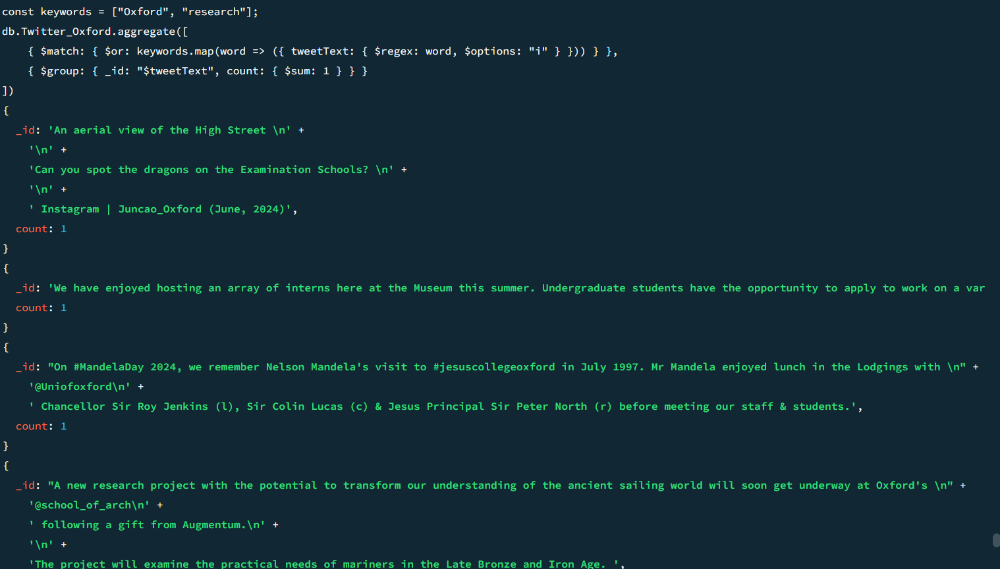 const keywords = ["Oxford", "research"];
db.Twitter_Oxford.aggregate([
    { $match: { $or: keywords.map(word => ({ tweetText: { $regex: word, $options: "i" } })) } },
    { $group: { _id: "$tweetText", count: { $sum: 1 } } }
])
{
  _id: 'An aerial view of the High Street \n' +
    '\n' +
    'Can you spot the dragons on the Examination Schools? \n' +
    '\n' +
    ' Instagram | Juncao_Oxford (June, 2024)',
  count: 1
}
{
  _id: 'We have enjoyed hosting an array of interns here at the Museum this summer. Undergraduate students have the opportunity to apply to work on a var
  count: 1
}
{
  _id: "On #MandelaDay 2024, we remember Nelson Mandela's visit to #jesuscollegeoxford in July 1997. Mr Mandela enjoyed lunch in the Lodgings with \n" +
    '@Uniofoxford\n' +
    ' Chancellor Sir Roy Jenkins (l), Sir Colin Lucas (c) & Jesus Principal Sir Peter North (r) before meeting our staff & students.',
  count: 1
}
{
  _id: "A new research project with the potential to transform our understanding of the ancient sailing world will soon get underway at Oxford's \n" +
    '@school_of_arch\n' +
    ' following a gift from Augmentum.\n' +
    '\n' +
    'The project will examine the practical needs of mariners in the Late Bronze and Iron Age. ',